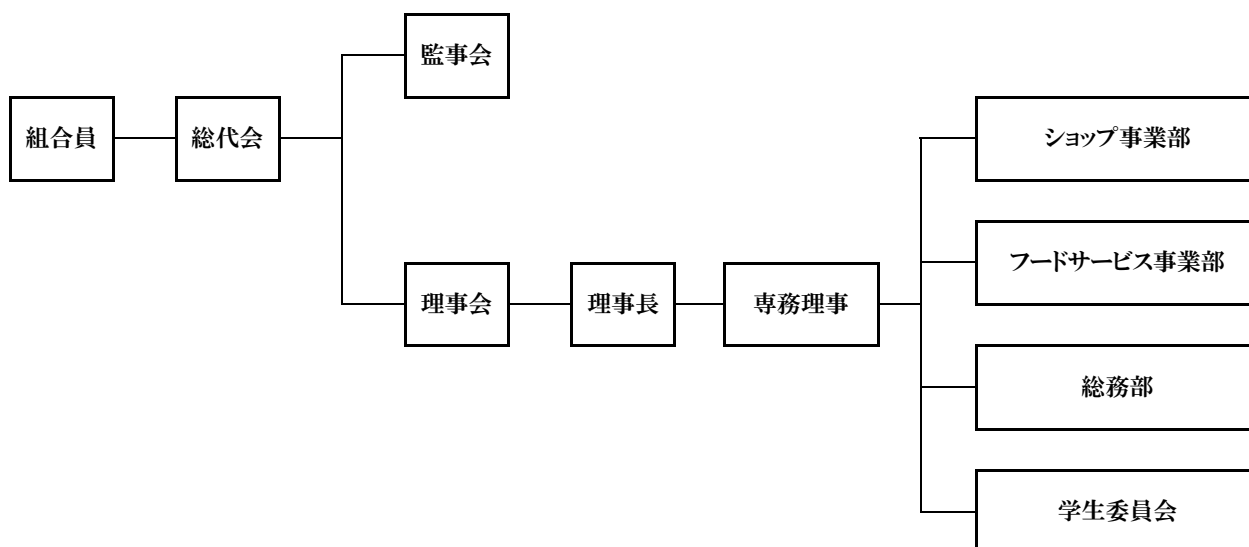 組合員
総代会
監事会
理事会
理事長
専務理事
ショップ事業部
フードサービス事業部
総務部
学生委員会